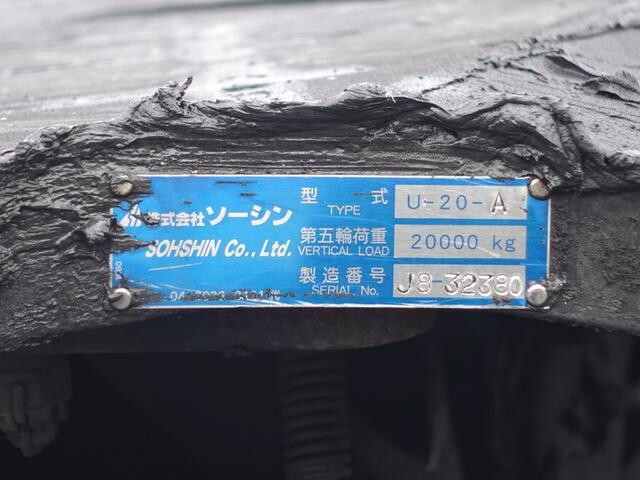 株式会社 ソーシン
SOHSHIN Co., Ltd.
型 式 U-20-A
TYPE
第五輪荷重 20000 kg
VERTICAL LOAD
製造番号 J8-32380
SERIAL No.